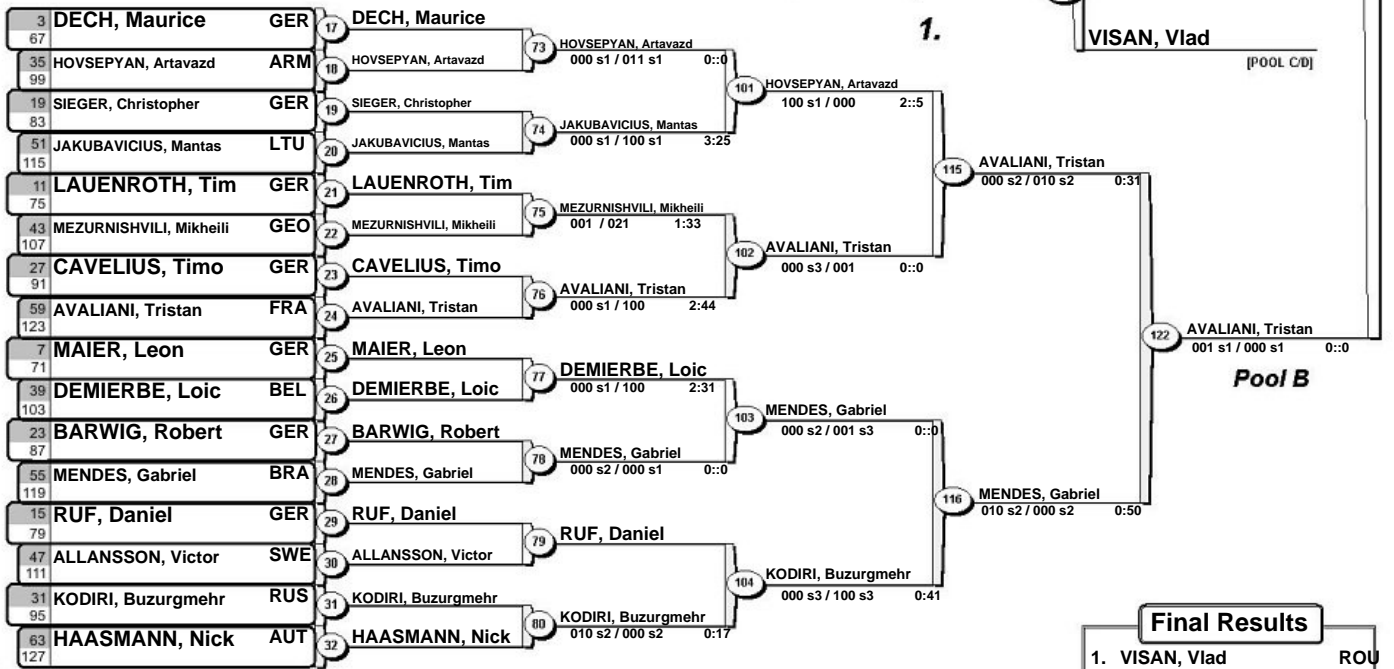 3 DECH, Maurice GER
67
35 HOVSEPYAN, Artavazd ARM
99
19 SIEGER, Christopher GER
83
51 JAKUBAVICIUS, Mantas LTU
115
11 LAUENROTH, Tim GER
75
43 MEZURNISHVILI, Mikheili GEO
107
27 CAVELIUS, Timo GER
91
59 AVALIANI, Tristan FRA
123
7 MAIER, Leon GER
71
39 DEMIERBE, Loic BEL
103
23 BARWIG, Robert GER
87
55 MENDES, Gabriel BRA
119
15 RUF, Daniel GER
79
47 ALLANSSON, Victor SWE
111
31 KODIRI, Buzurgmehr RUS
95
63 HAASMANN, Nick AUT
127
17 DECH, Maurice
18 HOVSEPYAN, Artavazd
19 SIEGER, Christopher
20 JAKUBAVICIUS, Mantas
21 LAUENROTH, Tim
22 MEZURNISHVILI, Mikheili
23 CAVELIUS, Timo
24 AVALIANI, Tristan
25 MAIER, Leon
26 DEMIERBE, Loic
27 BARWIG, Robert
28 MENDES, Gabriel
29 RUF, Daniel
30 ALLANSSON, Victor
31 KODIRI, Buzurgmehr
32 HAASMANN, Nick
73 HOVSEPYAN, Artavazd
000 s1 / 011 s1 0::0
74 JAKUBAVICIUS, Mantas
000 s1 / 100 s1 3:25
75 MEZURNISHVILI, Mikheili
001 / 021 1:33
76 AVALIANI, Tristan
000 s1 / 100 2:44
77 DEMIERBE, Loic
000 s1 / 100 2:31
78 MENDES, Gabriel
000 s2 / 000 s1 0::0
79 RUF, Daniel
80 KODIRI, Buzurgmehr
010 s2 / 000 s2 0:17
101 HOVSEPYAN, Artavazd
100 s1 / 000 2::5
102 AVALIANI, Tristan
000 s3 / 001 0::0
103 MENDES, Gabriel
000 s2 / 001 s3 0::0
104 KODIRI, Buzurgmehr
000 s3 / 100 s3 0:41
115 AVALIANI, Tristan
000 s2 / 010 s2 0:31
116 MENDES, Gabriel
010 s2 / 000 s2 0:50
122 AVALIANI, Tristan
001 s1 / 000 s1 0::0
Pool B
1.
VISAN, Vlad
[POOL C/D]
Final Results
1. VISAN, Vlad ROU